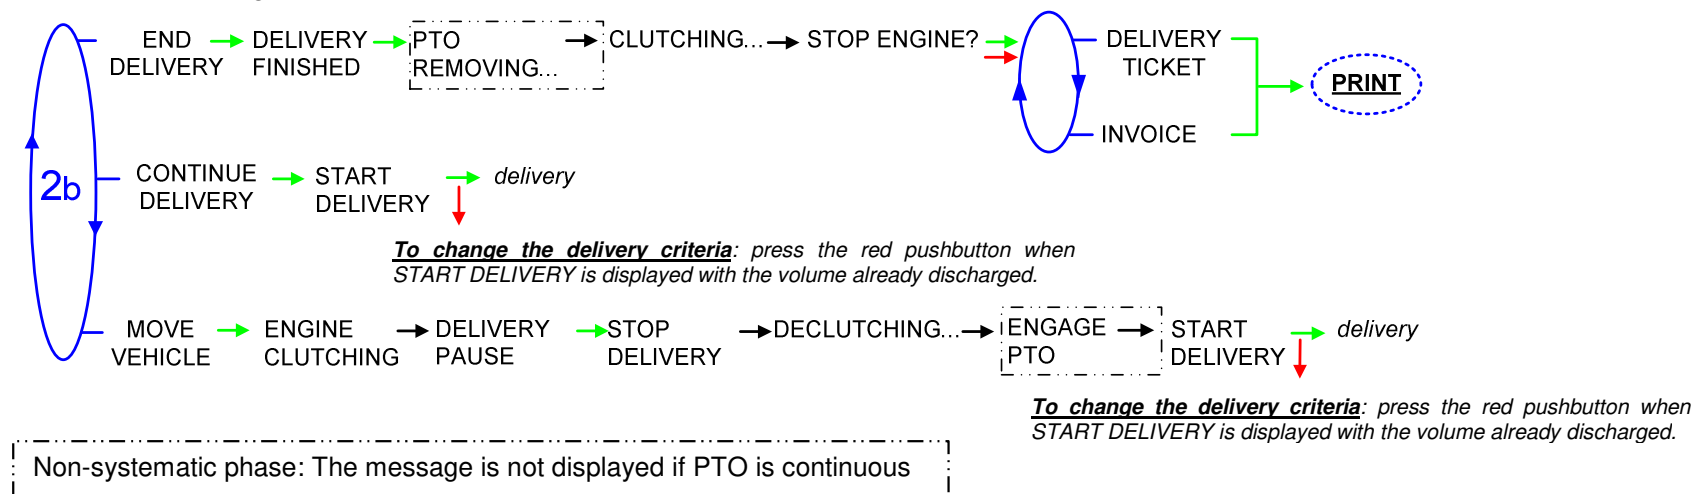 END DELIVERY PTO CLUTCHING... STOP ENGINE? DELIVERY
DELIVERY FINISHED REMOVING... TICKET
PRINT
INVOICE
2b
CONTINUE START delivery
DELIVERY DELIVERY
To change the delivery criteria: press the red pushbutton when
START DELIVERY is displayed with the volume already discharged.
MOVE ENGINE DELIVERY STOP DECLUTCHING... ENGAGE START delivery
VEHICLE CLUTCHING PAUSE DELIVERY PTO DELIVERY
To change the delivery criteria: press the red pushbutton when
START DELIVERY is displayed with the volume already discharged.
Non-systematic phase: The message is not displayed if PTO is continuous